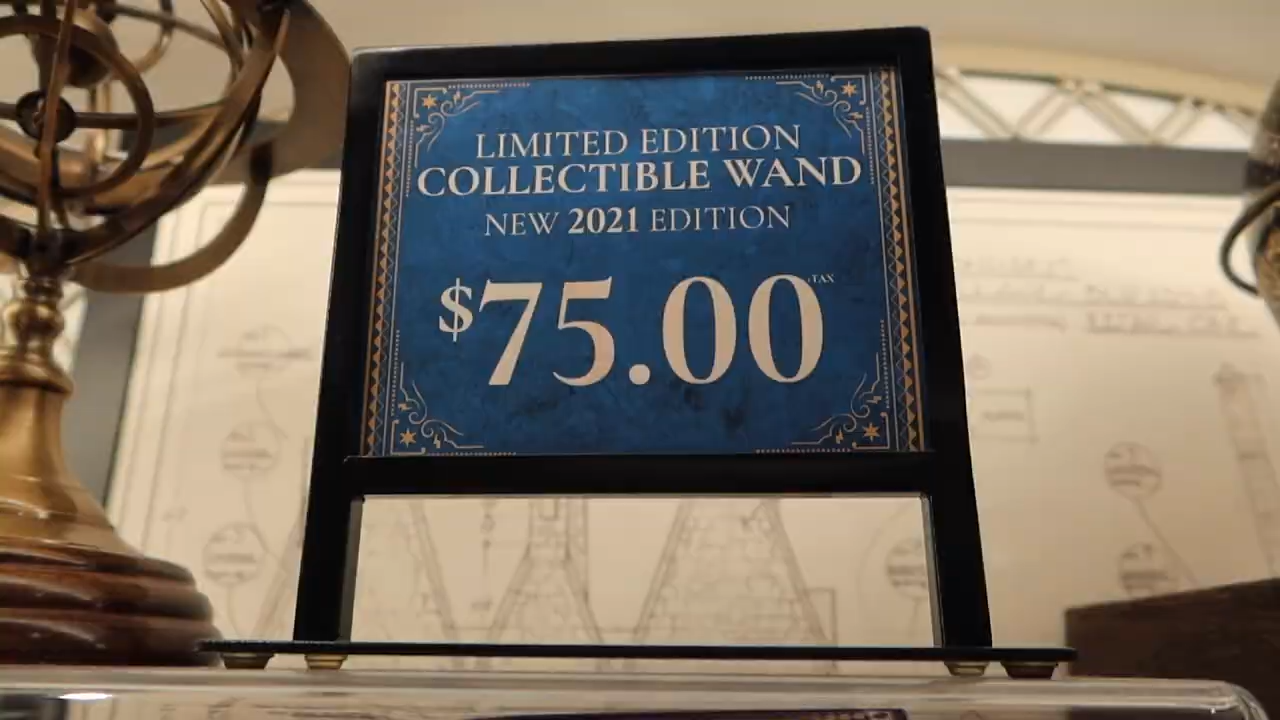 LIMITED EDITION
COLLECTIBLE WAND
NEW 2021 EDITION
$75.00 +TAX